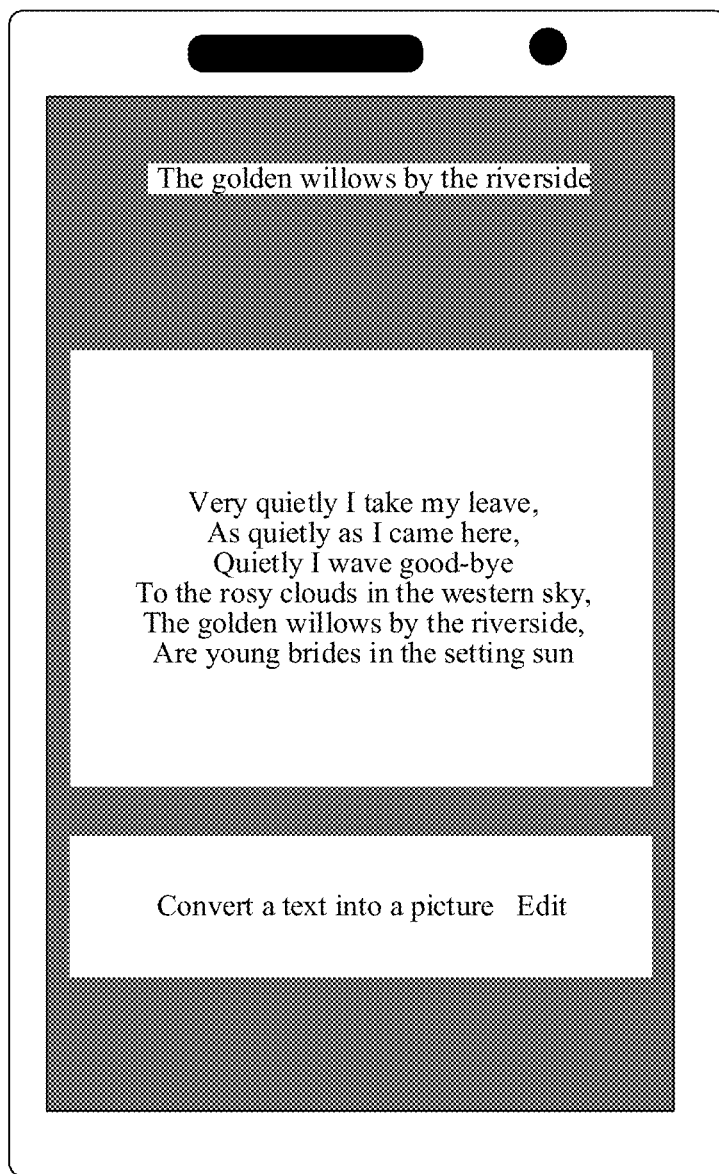 The golden willows by the riverside
Very quietly I take my leave,
As quietly as I came here,
Quietly I wave good-bye
To the rosy clouds in the western sky,
The golden willows by the riverside,
Are young brides in the setting sun
Convert a text into a picture Edit